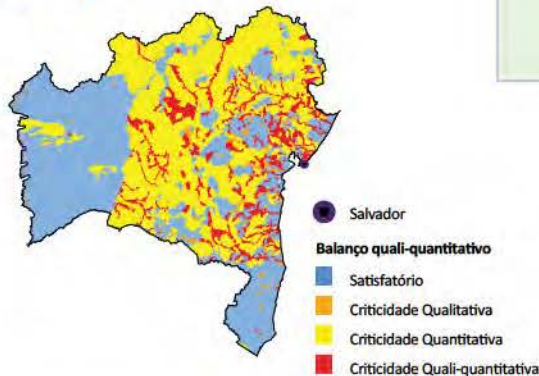 Salvador
Balanço quali-quantitativo
Satisfatório
Criticidade Qualitativa
Criticidade Quantitativa
Criticidade Quali-quantitativa